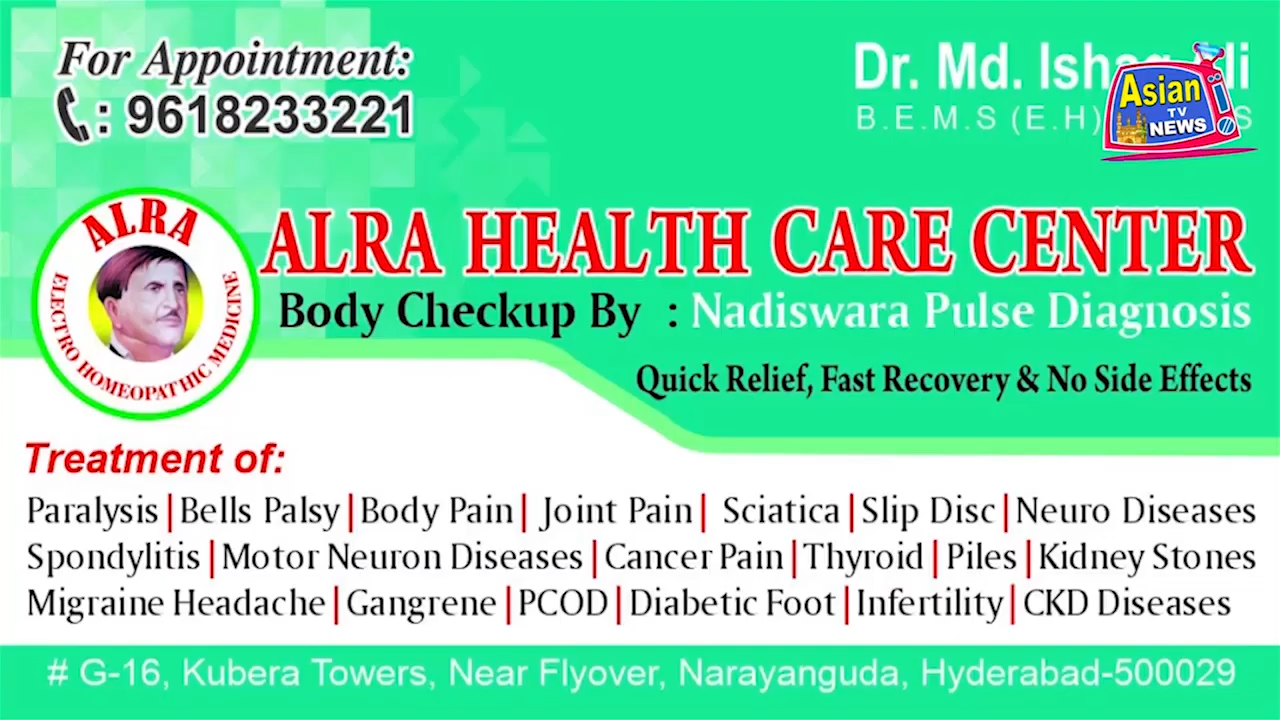 For Appointment:
: 9618233221
Dr. Md.
B.E.M.S (E.H)
Asian
TV
NEWS
ALRA
ELECTRO HOMEOPATHIC MEDICINE
ALRA HEALTH CARE CENTER
Body Checkup By : Nadiswara Pulse Diagnosis
Quick Relief, Fast Recovery & No Side Effects
Treatment of:
Paralysis|Bells Palsy|Body Pain| Joint Pain| Sciatica|Slip Disc|Neuro Diseases
Spondylitis|Motor Neuron Diseases|Cancer Pain|Thyroid|Piles|Kidney Stones
Migraine Headache|Gangrene|PCOD|Diabetic Foot|Infertility|CKD Diseases
# G-16, Kubera Towers, Near Flyover, Narayanguda, Hyderabad-500029